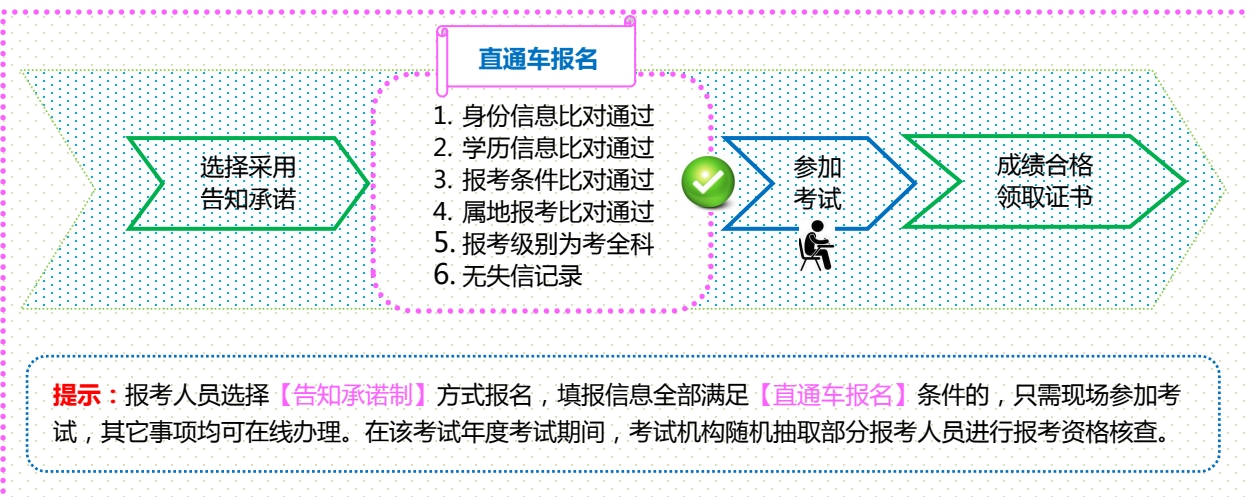 直通车报名
选择采用
告知承诺
1. 身份信息比对通过
2. 学历信息比对通过
3. 报考条件比对通过
4. 属地报考比对通过
5. 报考级别为考全科
6. 无失信记录
参加
考试
成绩合格
领取证书
提示：报考人员选择【告知承诺制】方式报名，填报信息全部满足【直通车报名】条件的，只需现场参加考
试，其它事项均可在线办理。在该考试年度考试期间，考试机构随机抽取部分报考人员进行报考资格核查。